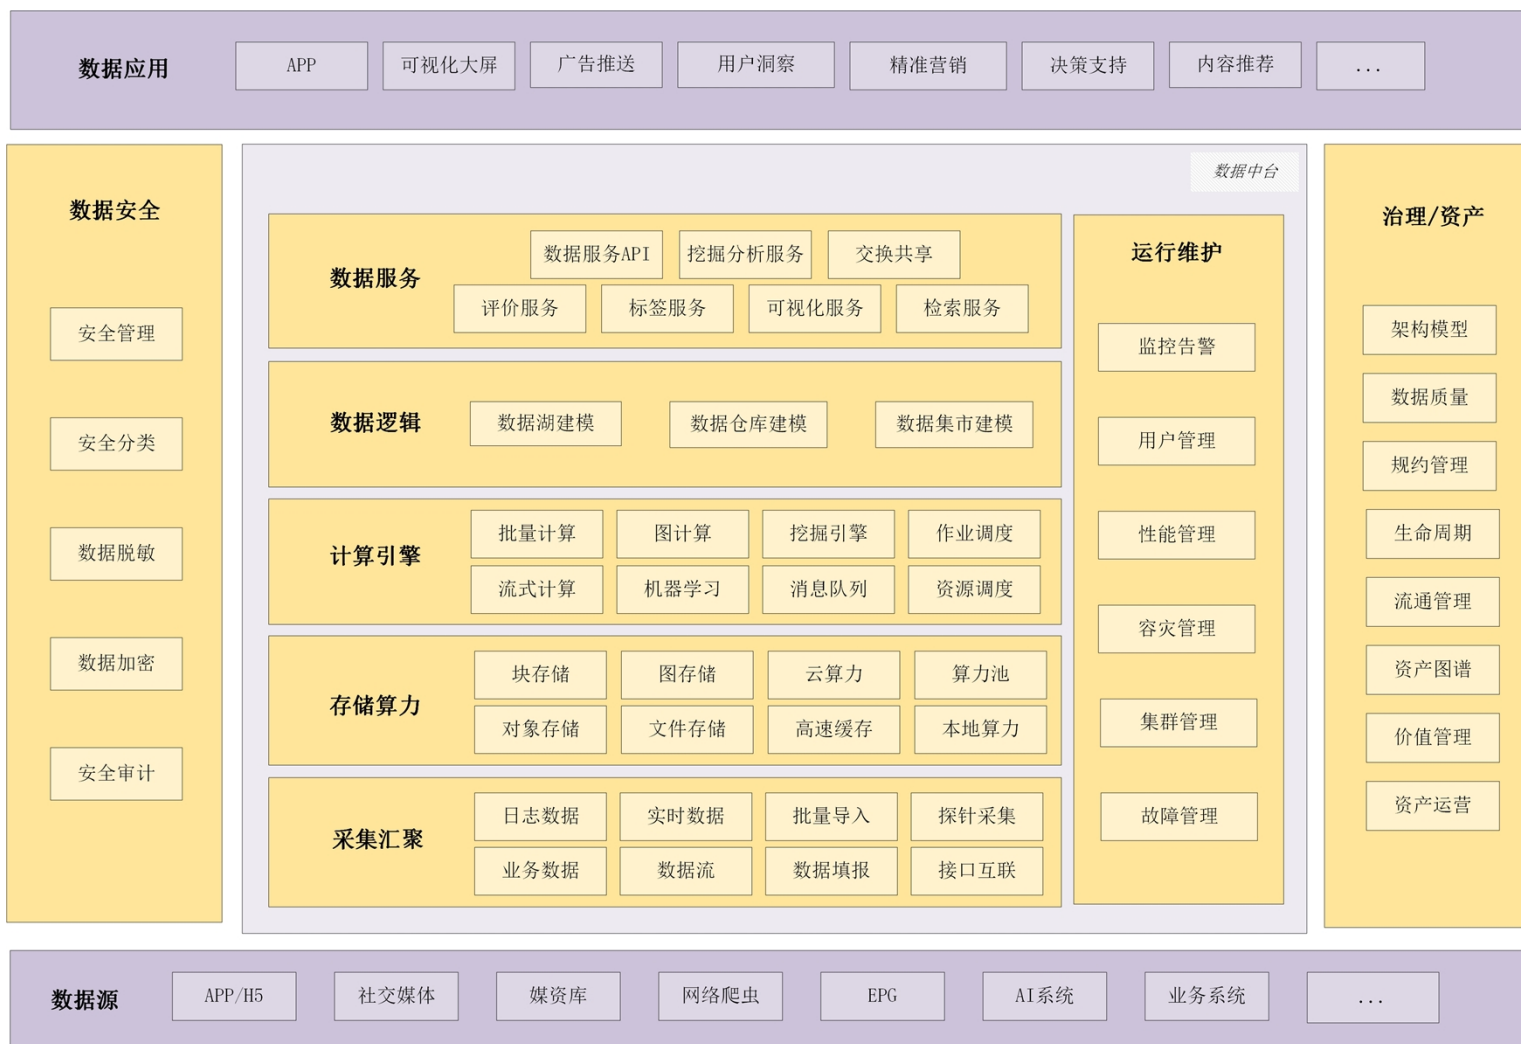 数据应用
APP
可视化大屏
广告推送
用户洞察
精准营销
决策支持
内容推荐
...
数据安全
安全管理
安全分类
数据脱敏
数据加密
安全审计
数据中台
数据服务
数据服务API
挖掘分析服务
交换共享
评价服务
标签服务
可视化服务
检索服务
数据逻辑
数据湖建模
数据仓库建模
数据集市建模
计算引擎
批量计算
图计算
挖掘引擎
作业调度
流式计算
机器学习
消息队列
资源调度
存储算力
块存储
图存储
云算力
算力池
对象存储
文件存储
高速缓存
本地算力
采集汇聚
日志数据
实时数据
批量导入
探针采集
业务数据
数据流
数据填报
接口互联
运行维护
监控告警
用户管理
性能管理
容灾管理
集群管理
故障管理
治理/资产
架构模型
数据质量
规约管理
生命周期
流通管理
资产图谱
价值管理
资产运营
数据源
APP/H5
社交媒体
媒资库
网络爬虫
EPG
AI系统
业务系统
...